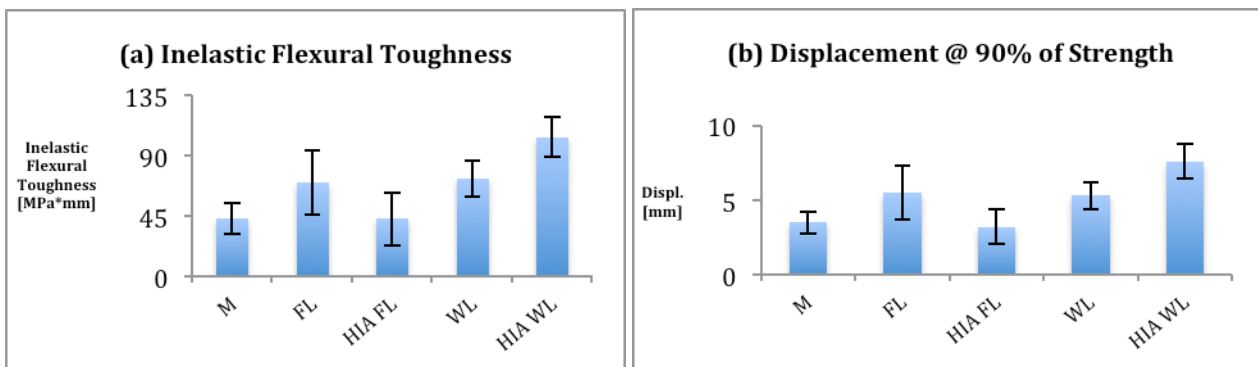 (a) Inelastic Flexural Toughness
135
90
45
0
Inelastic
Flexural
Toughness
[MPa*mm]
M
FL
HIA FL
WL
HIA WL
(b) Displacement @ 90% of Strength
10
5
0
Displ.
[mm]
M
FL
HIA FL
WL
HIA WL